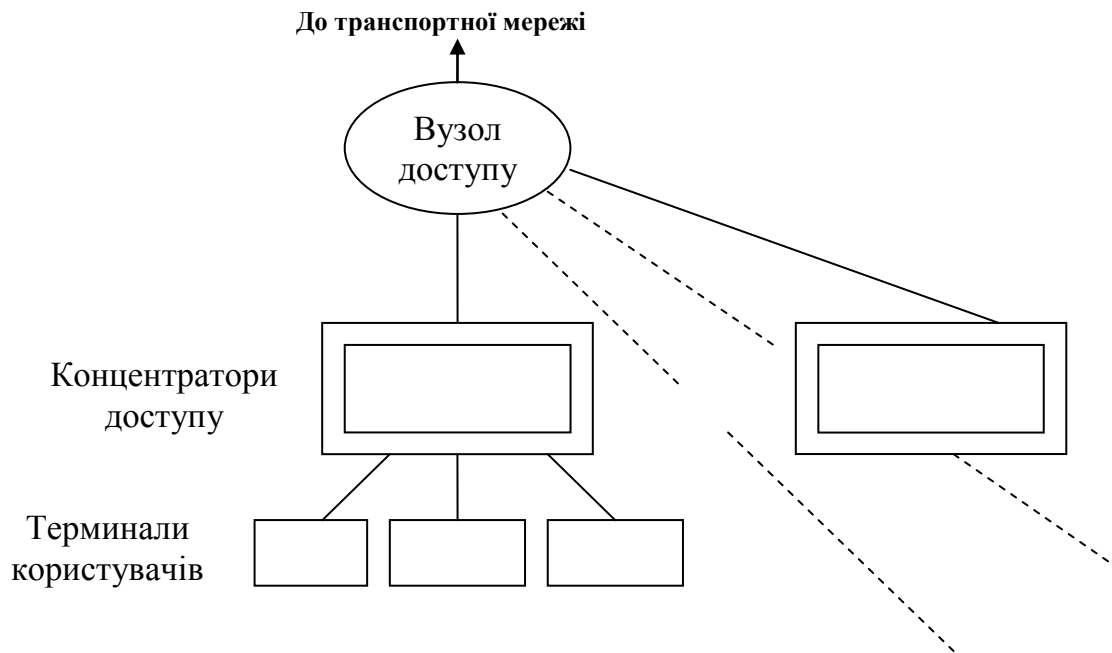 До транспортної мережі
Вузол
доступу
Концентратори
доступу
Терминали
користувачів